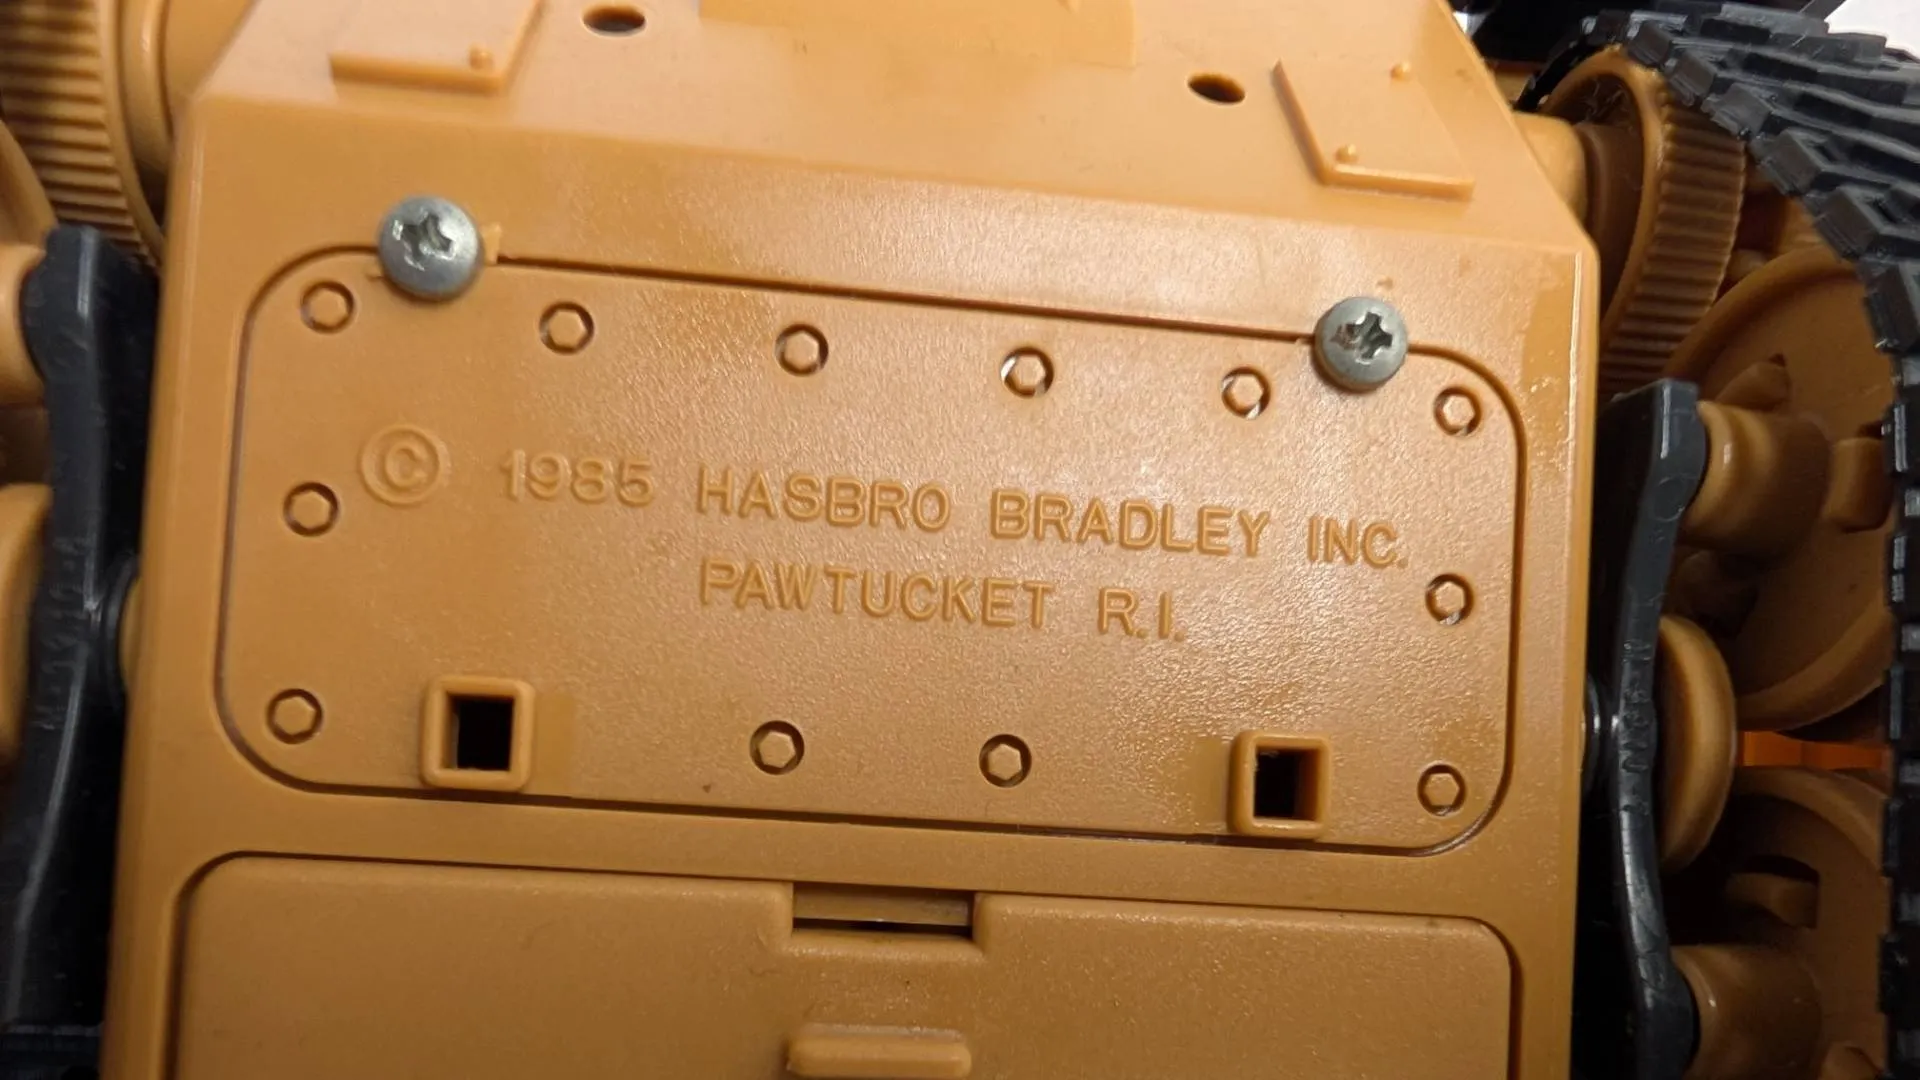 © 1985 HASBRO BRADLEY INC.
PAWTUCKET R.I.